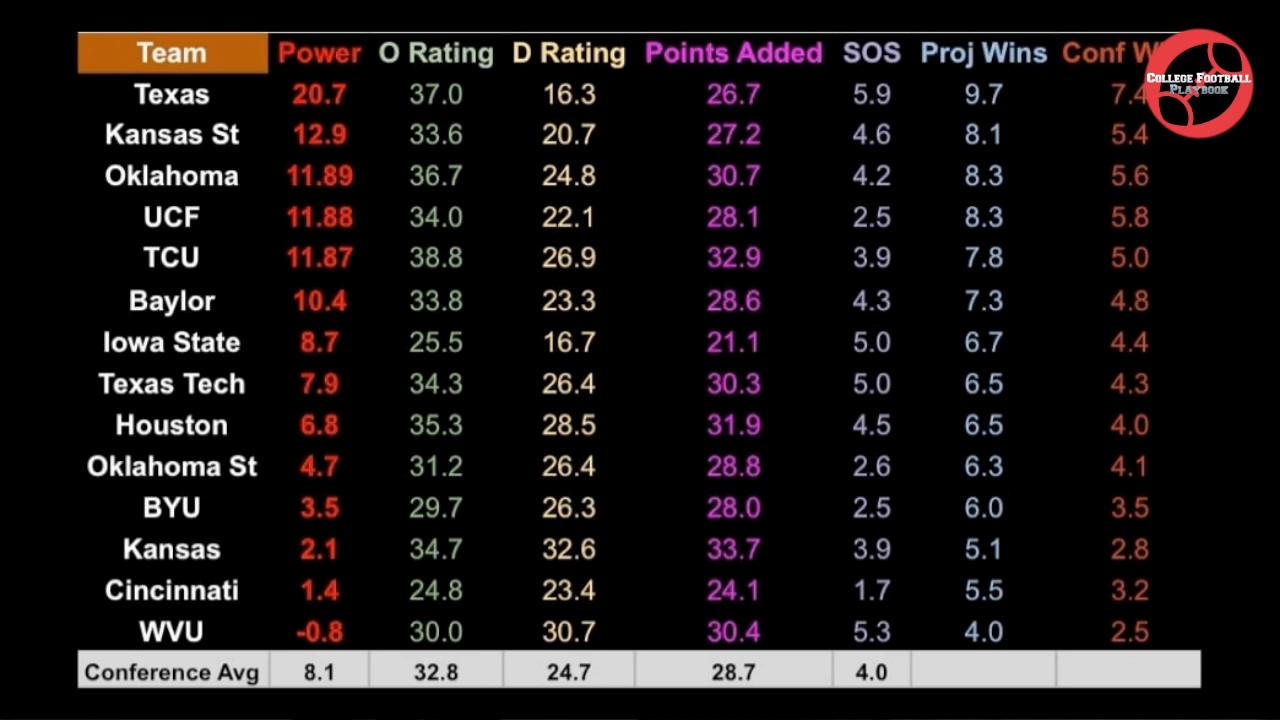 Team Power O Rating D Rating Points Added SOS Proj Wins Conf W
COLLEGE FOOTBALL
PLAYBOOK
Texas 20.7 37.0 16.3 26.7 5.9 9.7 7.4
Kansas St 12.9 33.6 20.7 27.2 4.6 8.1 5.4
Oklahoma 11.89 36.7 24.8 30.7 4.2 8.3 5.6
UCF 11.88 34.0 22.1 28.1 2.5 8.3 5.8
TCU 11.87 38.8 26.9 32.9 3.9 7.8 5.0
Baylor 10.4 33.8 23.3 28.6 4.3 7.3 4.8
Iowa State 8.7 25.5 16.7 21.1 5.0 6.7 4.4
Texas Tech 7.9 34.3 26.4 30.3 5.0 6.5 4.3
Houston 6.8 35.3 28.5 31.9 4.5 6.5 4.0
Oklahoma St 4.7 31.2 26.4 28.8 2.6 6.3 4.1
BYU 3.5 29.7 26.3 28.0 2.5 6.0 3.5
Kansas 2.1 34.7 32.6 33.7 3.9 5.1 2.8
Cincinnati 1.4 24.8 23.4 24.1 1.7 5.5 3.2
WVU -0.8 30.0 30.7 30.4 5.3 4.0 2.5
Conference Avg 8.1 32.8 24.7 28.7 4.0